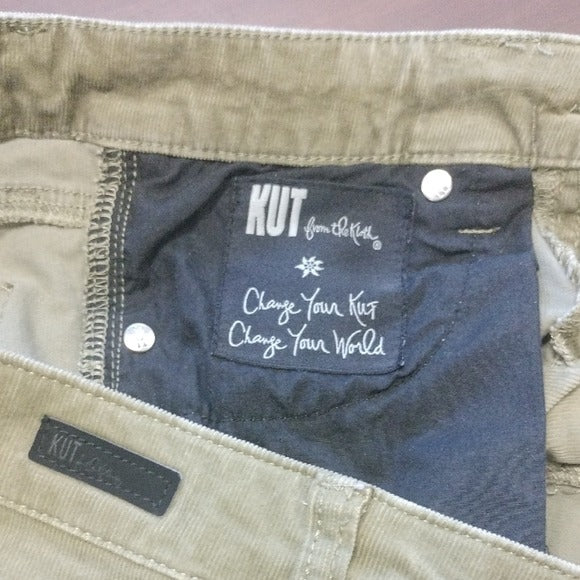 KUT from the Kloth ®
Change Your Kut
Change Your World
KUT